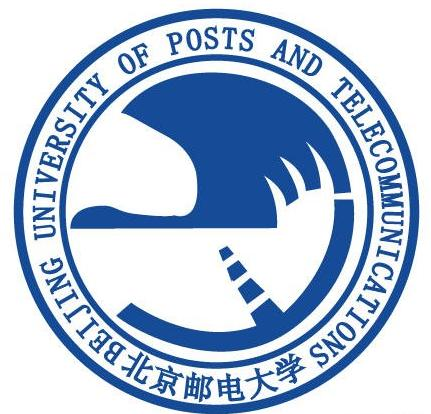 BEIJING UNIVERSITY OF POSTS AND TELECOMMUNICATIONS
北京邮电大学